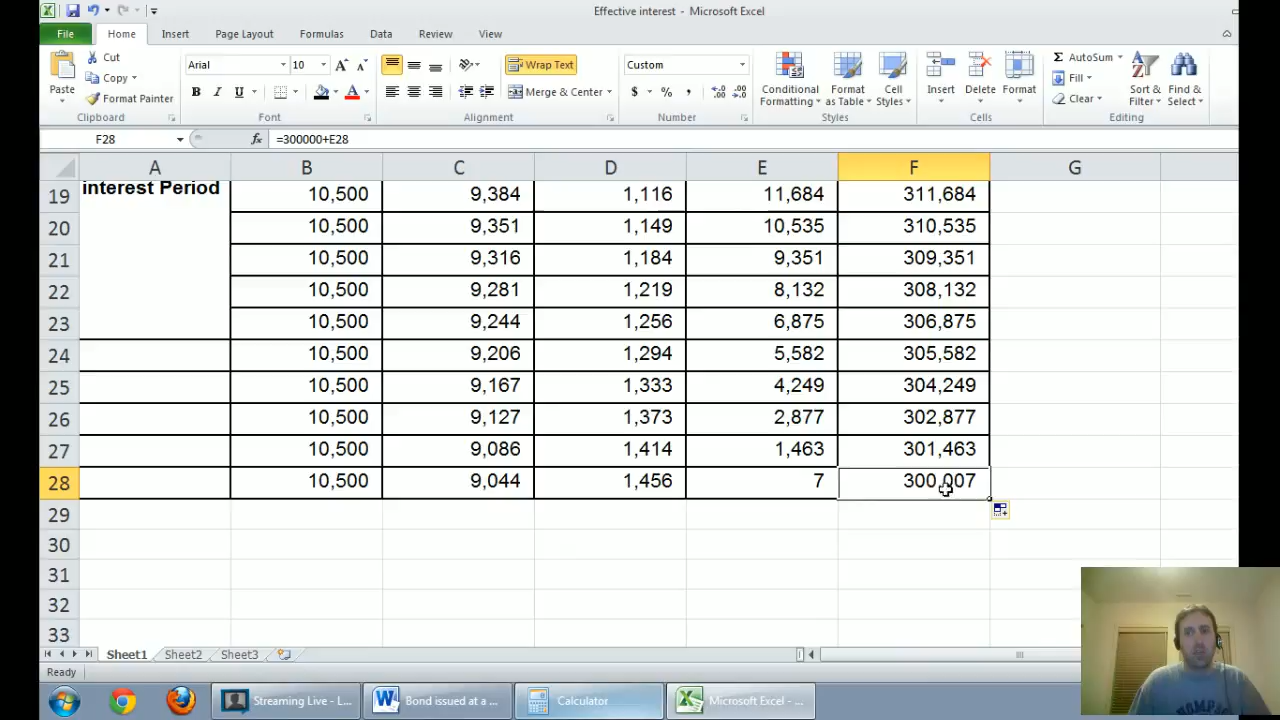 Effective interest - Microsoft Excel
File Home Insert Page Layout Formulas Data Review View
Paste Cut Copy Format Painter Clipboard
Arial 10 A A B I U A Font
Wrap Text Merge & Center Alignment
Custom $ % , Number
Conditional Formatting Format as Table Cell Styles Styles
Insert Delete Format Cells
Σ AutoSum Fill Clear Sort & Filter Find & Select Editing
F28 fx =300000+E28
A B C D E F G
19 interest Period 10,500 9,384 1,116 11,684 311,684
20 10,500 9,351 1,149 10,535 310,535
21 10,500 9,316 1,184 9,351 309,351
22 10,500 9,281 1,219 8,132 308,132
23 10,500 9,244 1,256 6,875 306,875
24 10,500 9,206 1,294 5,582 305,582
25 10,500 9,167 1,333 4,249 304,249
26 10,500 9,127 1,373 2,877 302,877
27 10,500 9,086 1,414 1,463 301,463
28 10,500 9,044 1,456 7 300,007
29
30
31
32
33
Sheet1 Sheet2 Sheet3
Ready
Streaming Live - L... Bond issued at a ... Calculator Microsoft Excel - ...